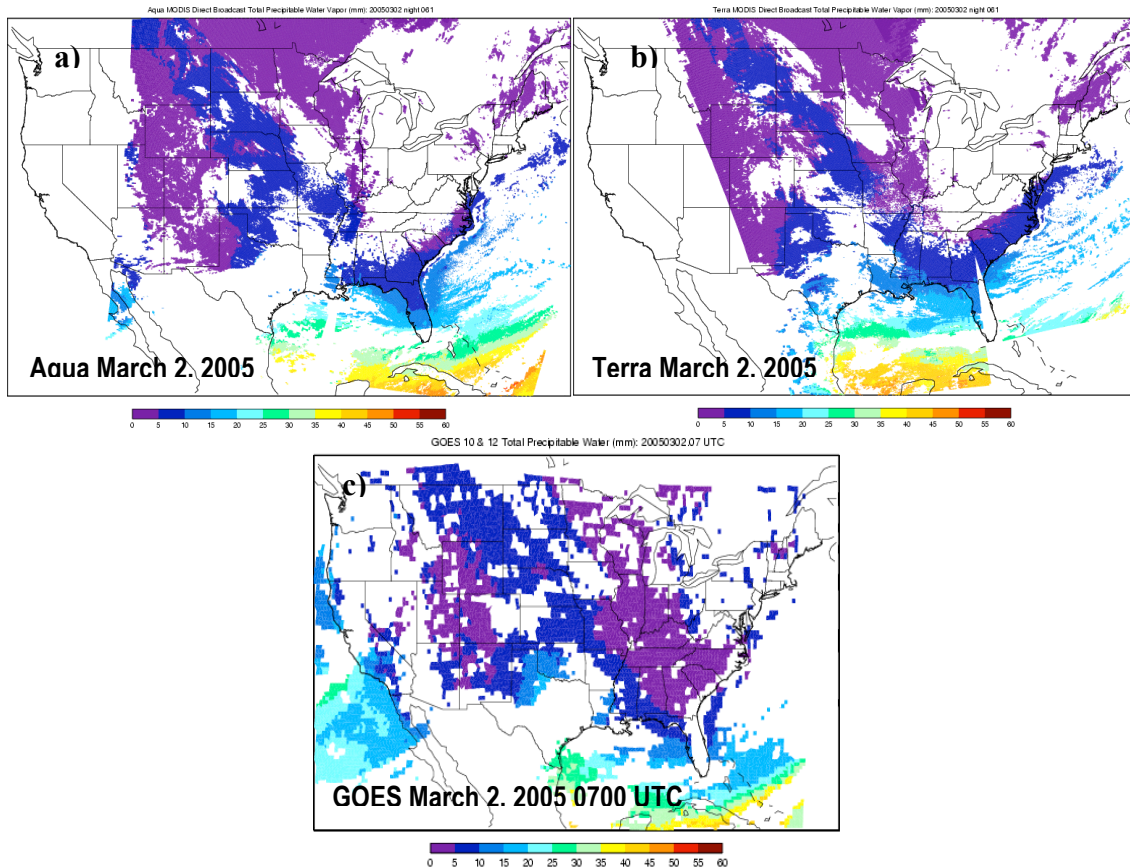 Aqua MODIS Direct Broadcast Total Precipitable Water Vapor (mm): 20050302 night 061
Terra MODIS Direct Broadcast Total Precipitable Water Vapor (mm): 20050302 night 061
a)
b)
Aqua March 2, 2005
Terra March 2, 2005
0 5 10 15 20 25 30 35 40 45 50 55 60
0 5 10 15 20 25 30 35 40 45 50 55 60
GOES 10 & 12 Total Precipitable Water (mm): 20050302.07 UTC
c)
GOES March 2, 2005 0700 UTC
0 5 10 15 20 25 30 35 40 45 50 55 60